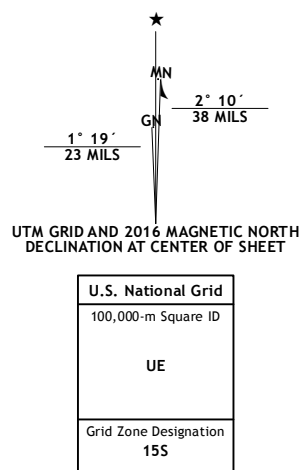 ★
MN
2° 10´
38 MILS
GN
1° 19´
23 MILS
UTM GRID AND 2016 MAGNETIC NORTH
DECLINATION AT CENTER OF SHEET
U.S. National Grid
100,000-m Square ID
UE
Grid Zone Designation
15S